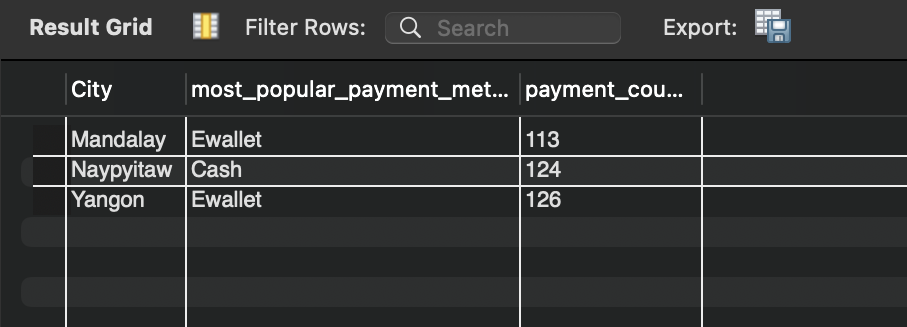 Result Grid Filter Rows: Search Export:
City most_popular_payment_met... payment_cou...
Mandalay Ewallet 113
Naypyitaw Cash 124
Yangon Ewallet 126